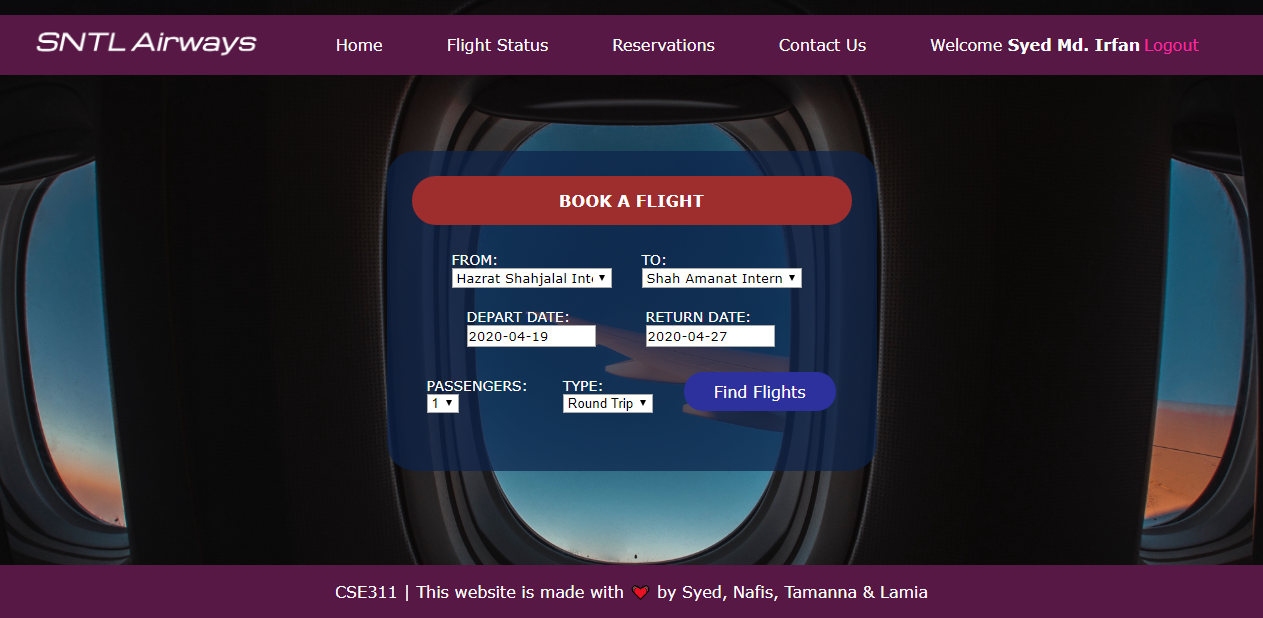 SNTL Airways
Home
Flight Status
Reservations
Contact Us
Welcome Syed Md. Irfan Logout
BOOK A FLIGHT
FROM:
TO:
Hazrat Shahjalal Int
Shah Amanat Intern
DEPART DATE:
RETURN DATE:
2020-04-19
2020-04-27
PASSENGERS:
TYPE:
1
Round Trip
Find Flights
CSE311 | This website is made with ❤ by Syed, Nafis, Tamanna & Lamia